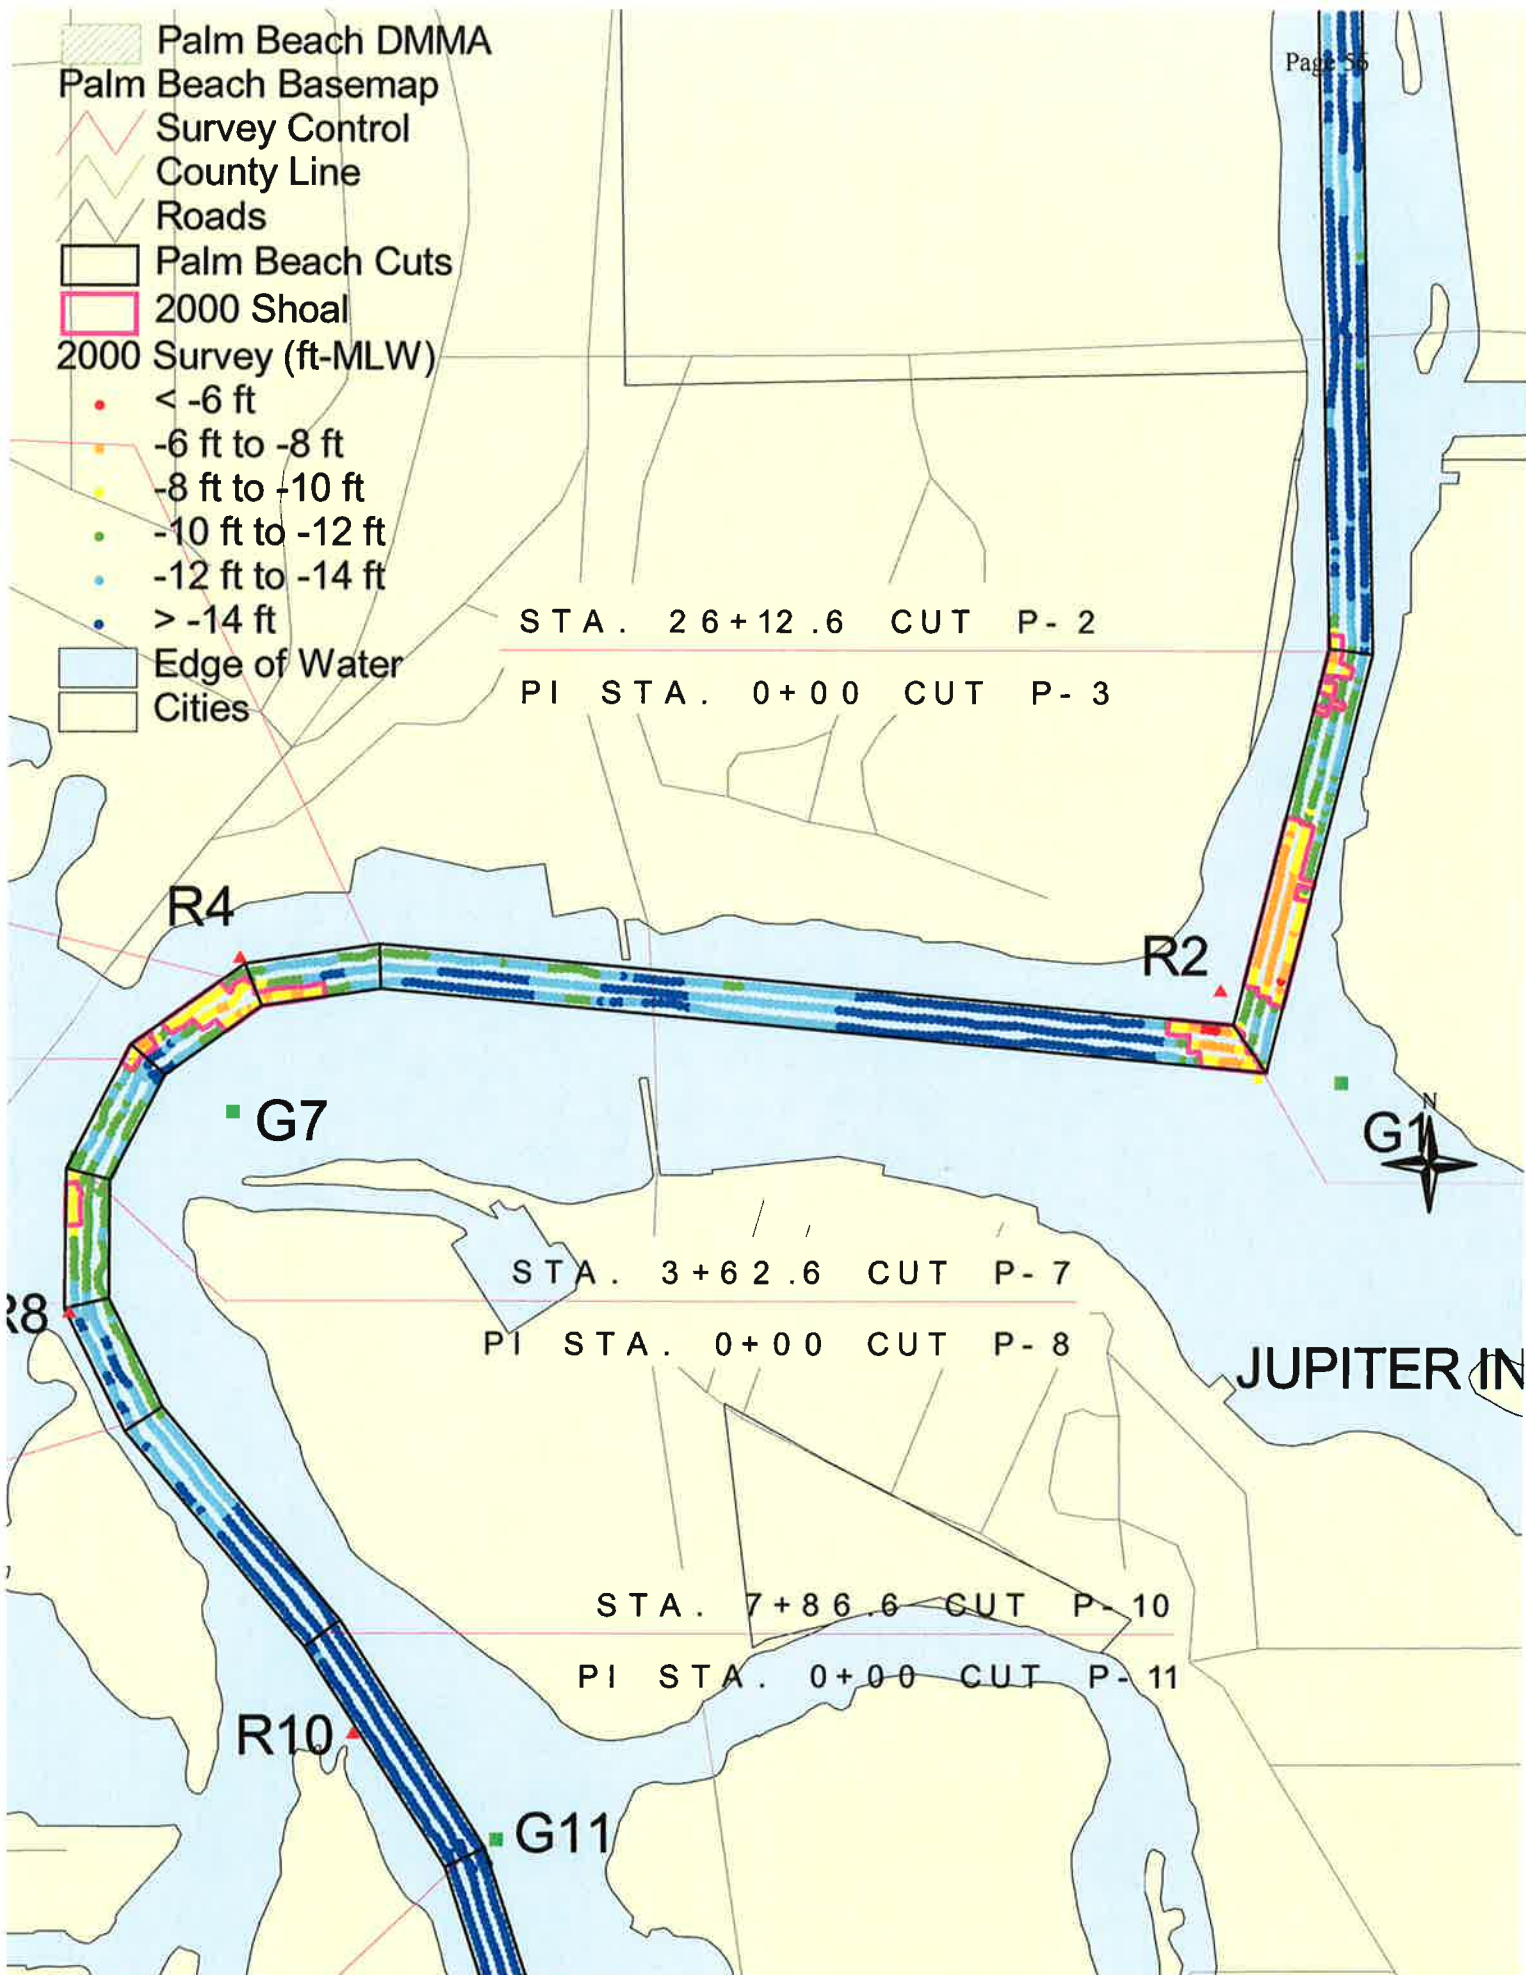 Palm Beach DMMA
Page 56
Palm Beach Basemap
Survey Control
County Line
Roads
Palm Beach Cuts
2000 Shoal
2000 Survey (ft-MLW)
< -6 ft
-6 ft to -8 ft
-8 ft to -10 ft
-10 ft to -12 ft
-12 ft to -14 ft
> -14 ft
Edge of Water
Cities
STA. 26+12.6 CUT P-2
PI STA. 0+00 CUT P-3
R4
R2
G7
G1
N
STA. 3+62.6 CUT P-7
R8
PI STA. 0+00 CUT P-8
JUPITER IN
STA. 7+86.6 CUT P-10
PI STA. 0+00 CUT P-11
R10
G11